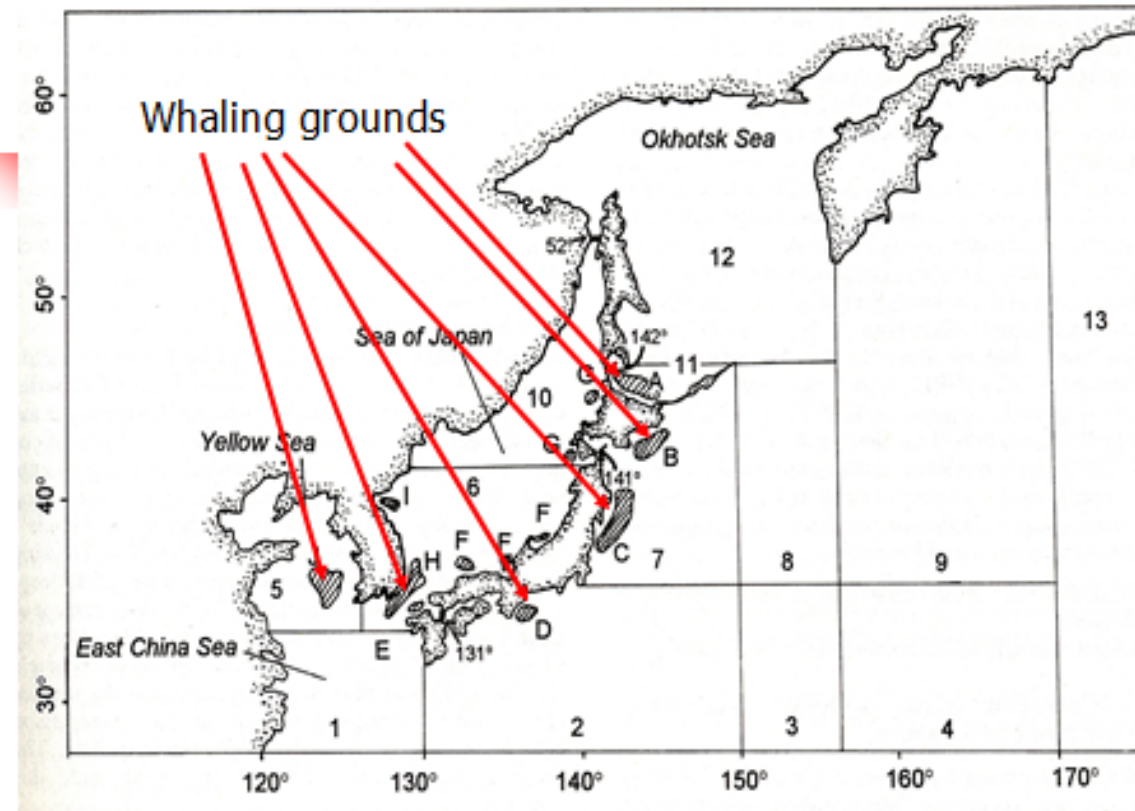 Whaling grounds
60°
Okhotsk Sea
52°
12
50°
13
Sea of Japan
142°
11
A
G
10
Yellow Sea
G
B
141°
40°
I
6
F
C
7
8
9
H
F
F
5
D
E
131°
East China Sea
30°
1
2
3
4
120°
130°
140°
150°
160°
170°